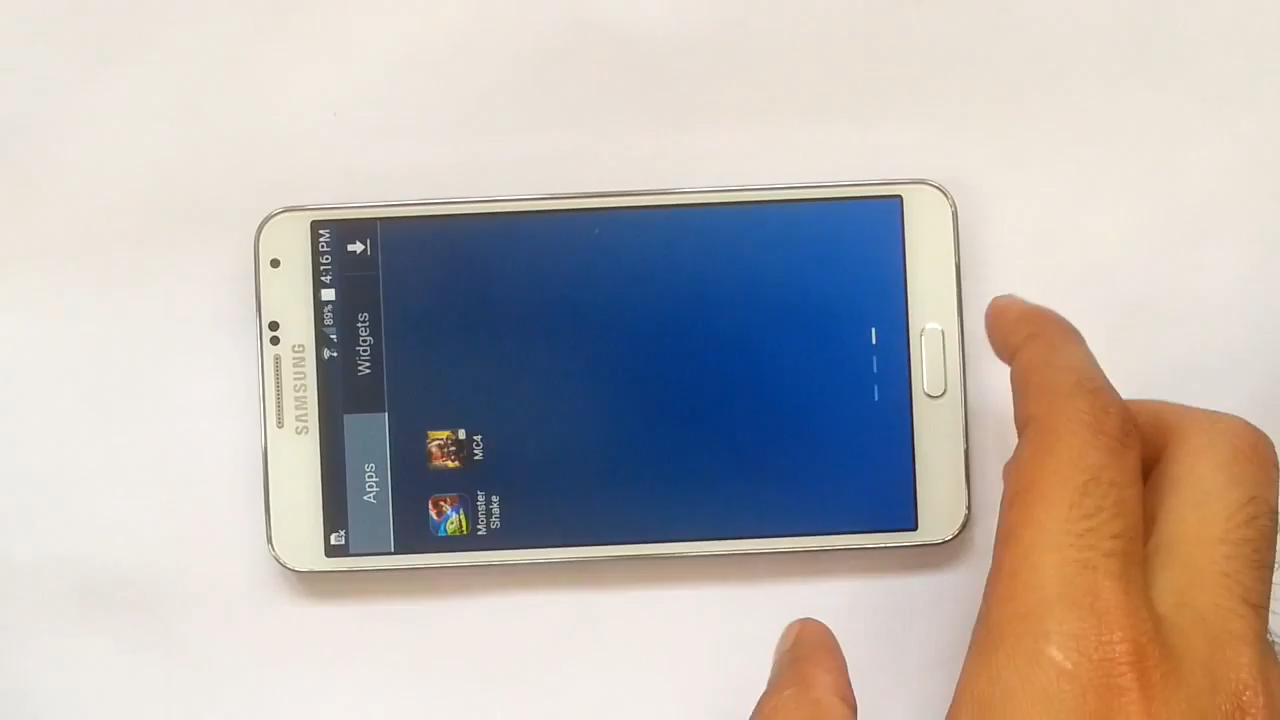 SAMSUNG
89% 4:16 PM
Apps
Widgets
Monster
Shake
MC4